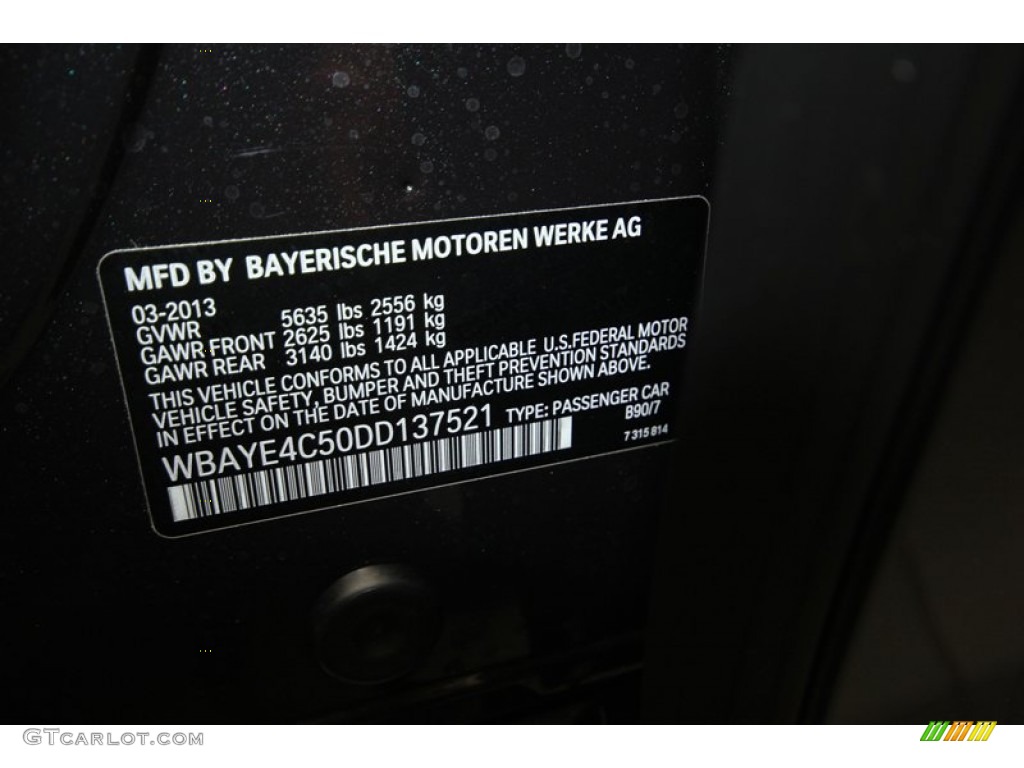 MFD BY BAYERISCHE MOTOREN WERKE AG
03-2013
GVWR 5635 lbs 2556 kg
GAWR FRONT 2625 lbs 1191 kg
GAWR REAR 3140 lbs 1424 kg
THIS VEHICLE CONFORMS TO ALL APPLICABLE U.S.FEDERAL MOTOR
VEHICLE SAFETY, BUMPER AND THEFT PREVENTION STANDARDS
IN EFFECT ON THE DATE OF MANUFACTURE SHOWN ABOVE.
WBAYE4C50DD137521 TYPE: PASSENGER CAR
B90/7
7 315 814
GTCARLOT.COM